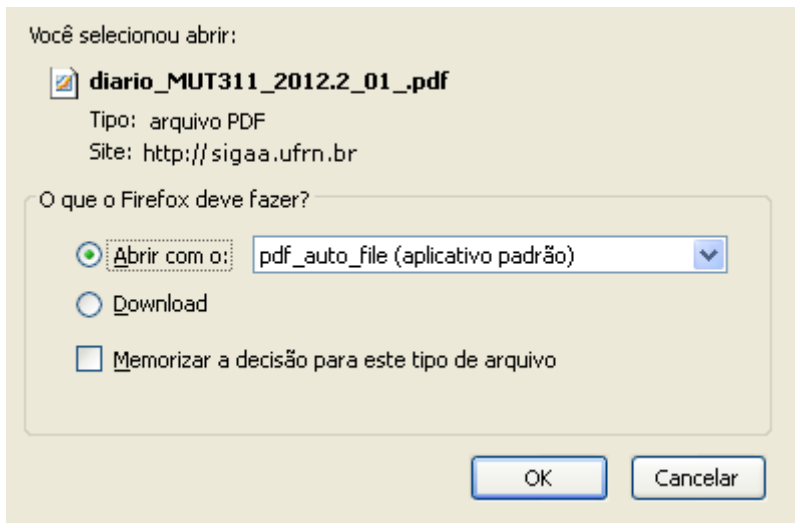 Você selecionou abrir:
diario_MUT311_2012.2_01_.pdf
Tipo: arquivo PDF
Site: http://sigaa.ufrn.br
O que o Firefox deve fazer?
Abrir com o: pdf_auto_file (aplicativo padrão)
Download
Memorizar a decisão para este tipo de arquivo
OK Cancelar